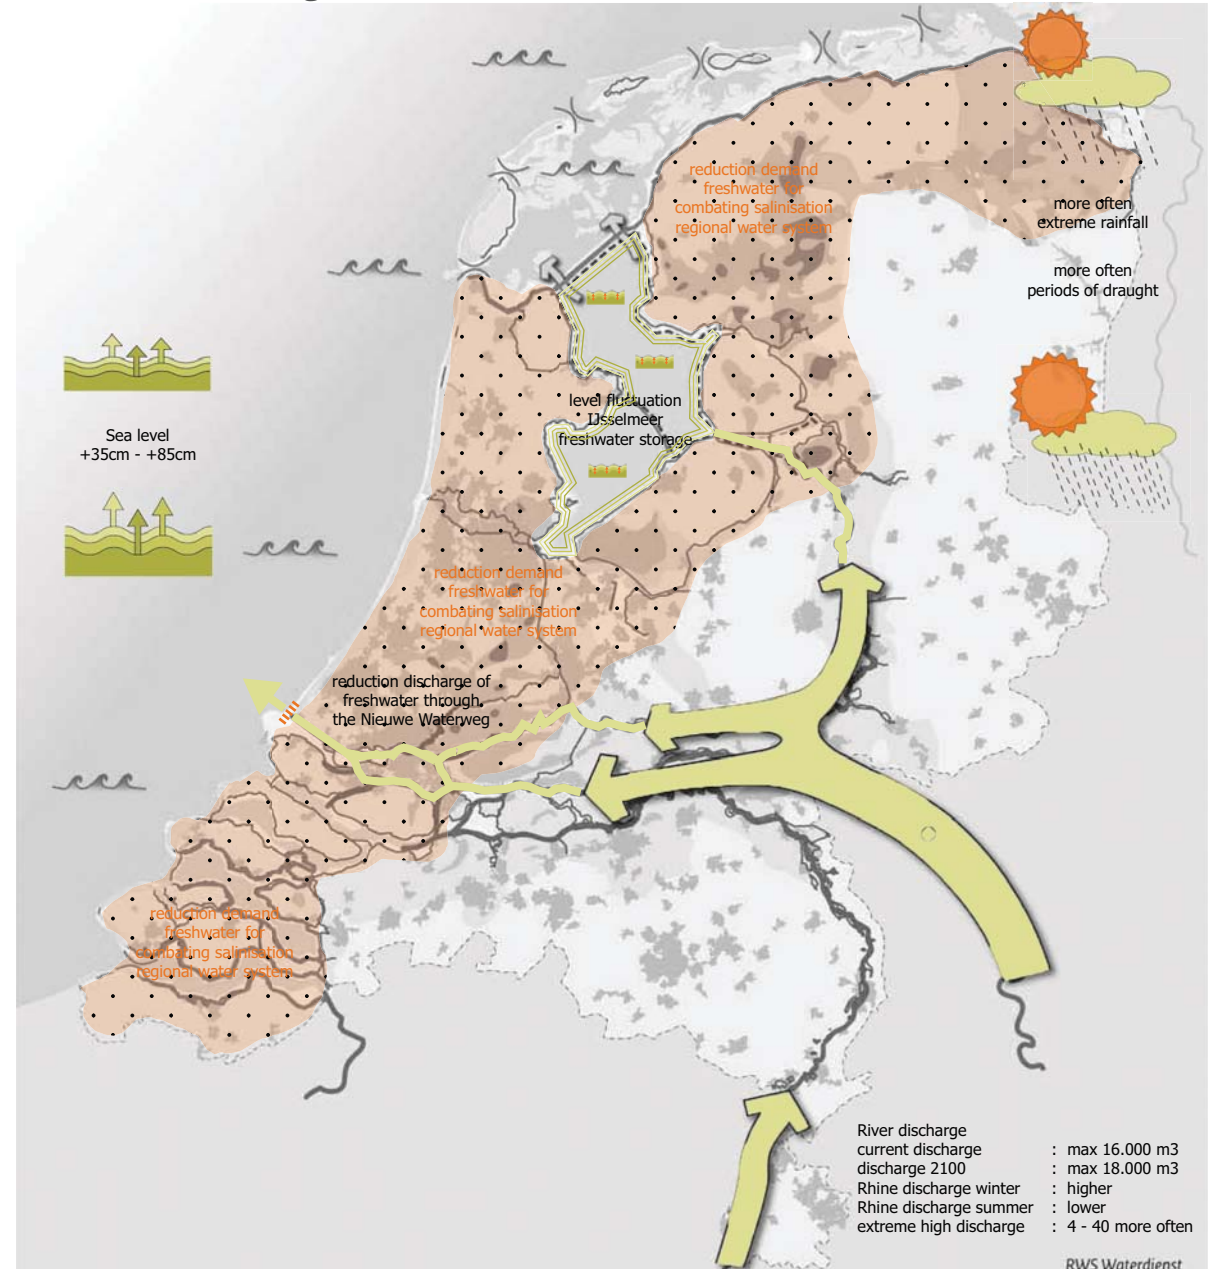 reduction demand
freshwater for
combating salinisation
regional water system
more often
extreme rainfall
more often
periods of draught
Sea level
+35cm - +85cm
level fluctuation
IJsselmeer
freshwater storage
reduction demand
freshwater for
combating salinisation
regional water system
reduction discharge of
freshwater through
the Nieuwe Waterweg
reduction demand
freshwater for
combating salinisation
regional water system
River discharge
current discharge : max 16.000 m3
discharge 2100 : max 18.000 m3
Rhine discharge winter : higher
Rhine discharge summer : lower
extreme high discharge : 4 - 40 more often
RWS Waterdienst